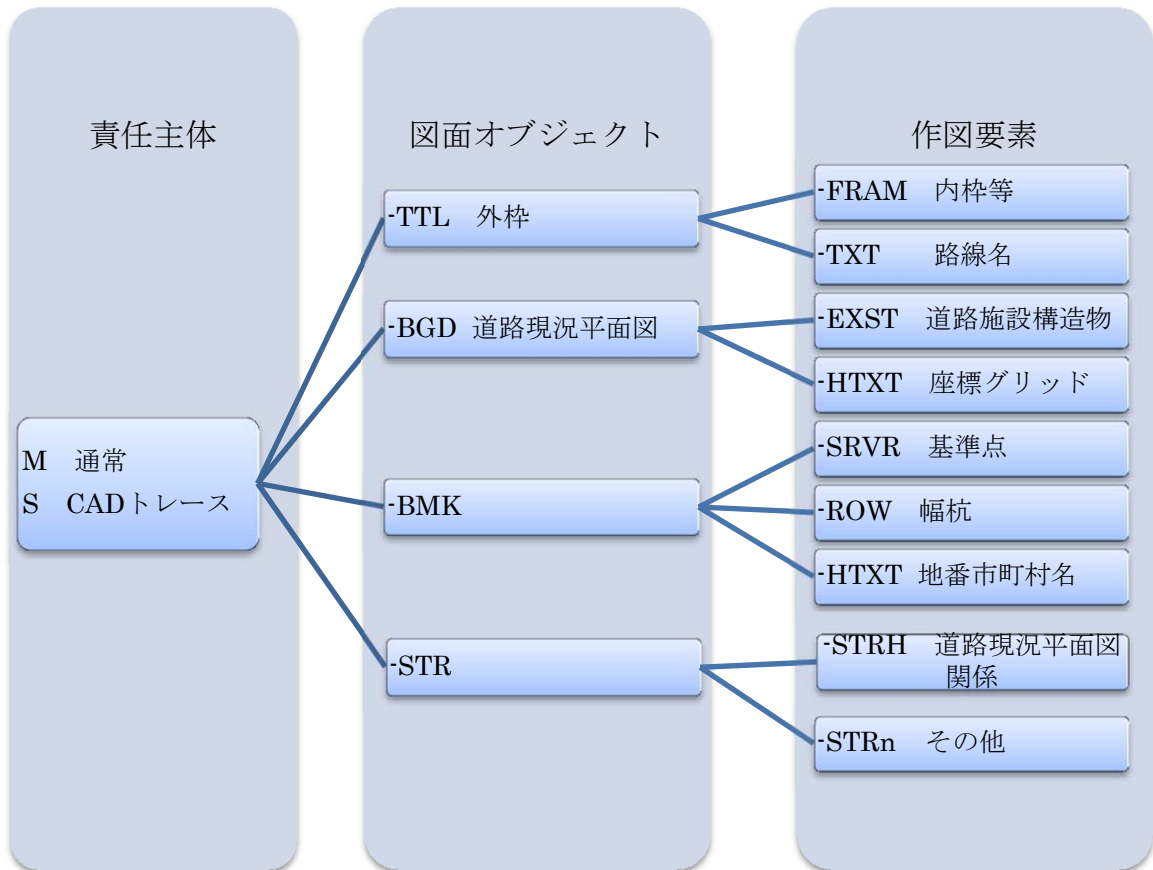 責任主体
M 通常
S CADトレース
図面オブジェクト
-TTL 外枠
-BGD 道路現況平面図
-BMK
-STR
作図要素
-FRAM 内枠等
-TXT 路線名
-EXST 道路施設構造物
-HTXT 座標グリッド
-SRVR 基準点
-ROW 幅杭
-HTXT 地番市町村名
-STRH 道路現況平面図
関係
-STRn その他